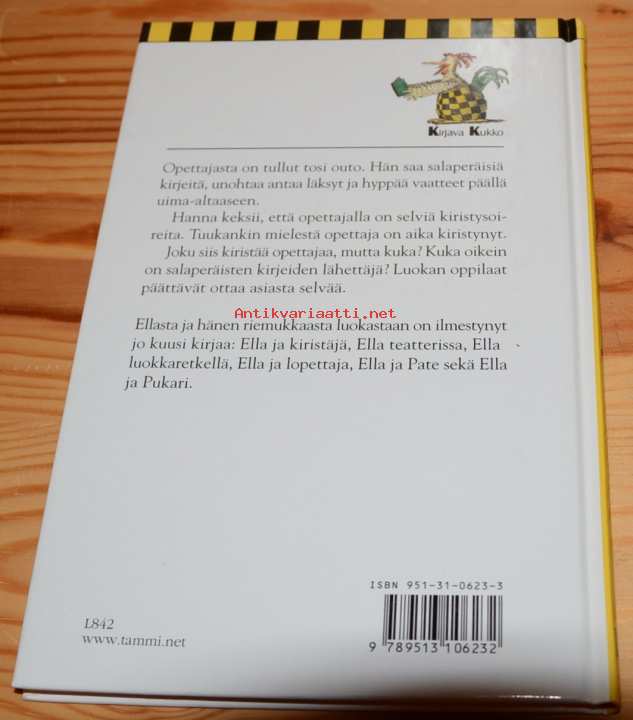 Kirjava Kukko
Opettajasta on tullut tosi outo. Hän saa salaperäisiä
kirjeitä, unohtaa antaa läksyt ja hyppää vaatteet päällä
uima-altaaseen.
Hanna keksii, että opettajalla on selviä kiristysoi-
reita. Tuukankin mielestä opettaja on aika kiristynyt.
Joku siis kiristää opettajaa, mutta kuka? Kuka oikein
on salaperäisten kirjeiden lähettäjä? Luokan oppilaat
päättävät ottaa asiasta selvää.
Antikvariaatti.net
Ellasta ja hänen riemukkaasta luokastaan on ilmestynyt
jo kuusi kirjaa: Ella ja kiristäjä, Ella teatterissa, Ella
luokkaretkellä, Ella ja lopettaja, Ella ja Pate sekä Ella
ja Pukari.
ISBN 951-31-0623-3
L842
www.tammi.net
9 789513 106232